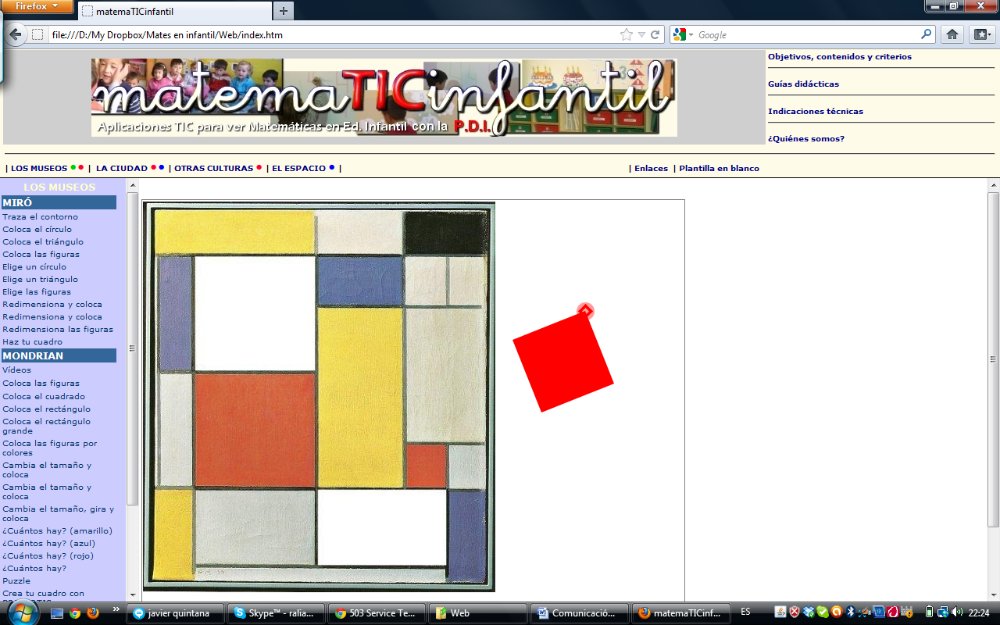 Firefox
matemaTICinfantil
file:///D:/My Dropbox/Mates en infantil/Web/index.htm
Google
matemaTICinfantil
Aplicaciones TIC para ver Matemáticas en Ed. Infantil con la P.D.I.
Objetivos, contenidos y criterios
Guías didácticas
Indicaciones técnicas
¿Quiénes somos?
| LOS MUSEOS | LA CIUDAD | OTRAS CULTURAS | EL ESPACIO |
| Enlaces | Plantilla en blanco
LOS MUSEOS
MIRÓ
Traza el contorno
Coloca el círculo
Coloca el triángulo
Coloca las figuras
Elige un círculo
Elige un triángulo
Elige las figuras
Redimensiona y coloca
Redimensiona y coloca
Redimensiona las figuras
Haz tu cuadro
MONDRIAN
Vídeos
Coloca las figuras
Coloca el cuadrado
Coloca el rectángulo
Coloca el rectángulo
grande
Coloca las figuras por
colores
Cambia el tamaño y
coloca
Cambia el tamaño y
coloca
Cambia el tamaño, gira y
coloca
¿Cuántos hay? (amarillo)
¿Cuántos hay? (azul)
¿Cuántos hay? (rojo)
¿Cuántos hay?
Puzzle
Crea tu cuadro con
javier quintana
Skype™ - ralia...
503 Service Te...
Web
Comunicació...
matemaTICinf...
ES
22:24